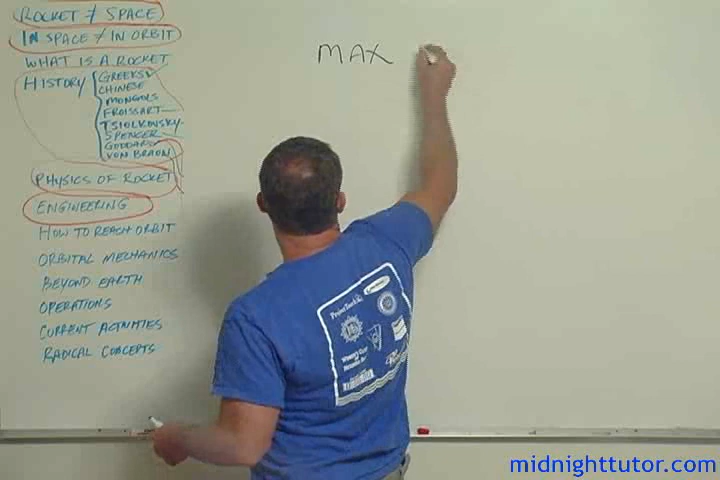 ROCKET ≠ SPACE
IN SPACE ≠ IN ORBIT
WHAT IS A ROCKET
HISTORY
GREEKS
CHINESE
MONGOLS
FROISSART
TSIOLKOVSKY
SPENCER
GODDARD
VON BRAUN
PHYSICS OF ROCKET
ENGINEERING
HOW TO REACH ORBIT
ORBITAL MECHANICS
BEYOND EARTH
OPERATIONS
CURRENT ACTIVITIES
RADICAL CONCEPTS
MAX
midnighttutor.com